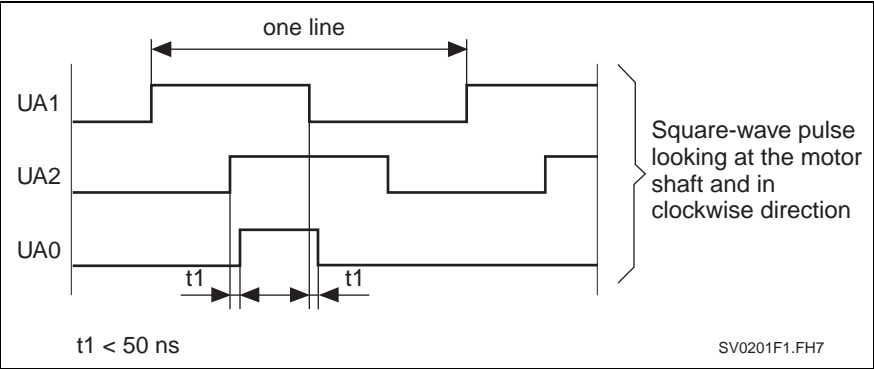 one line
UA1
UA2
UA0
t1
t1
Square-wave pulse
looking at the motor
shaft and in
clockwise direction
t1 < 50 ns
SV0201F1.FH7